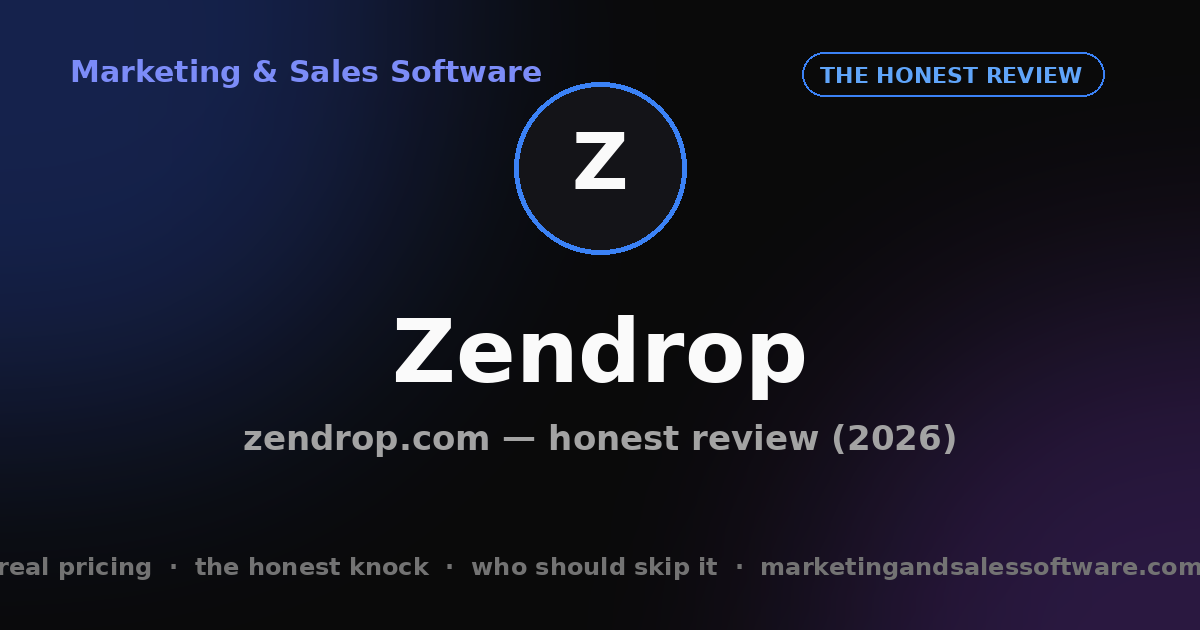 Marketing & Sales Software
THE HONEST REVIEW
Z
Zendrop
zendrop.com — honest review (2026)
real pricing · the honest knock · who should skip it · marketingandsalessoftware.com